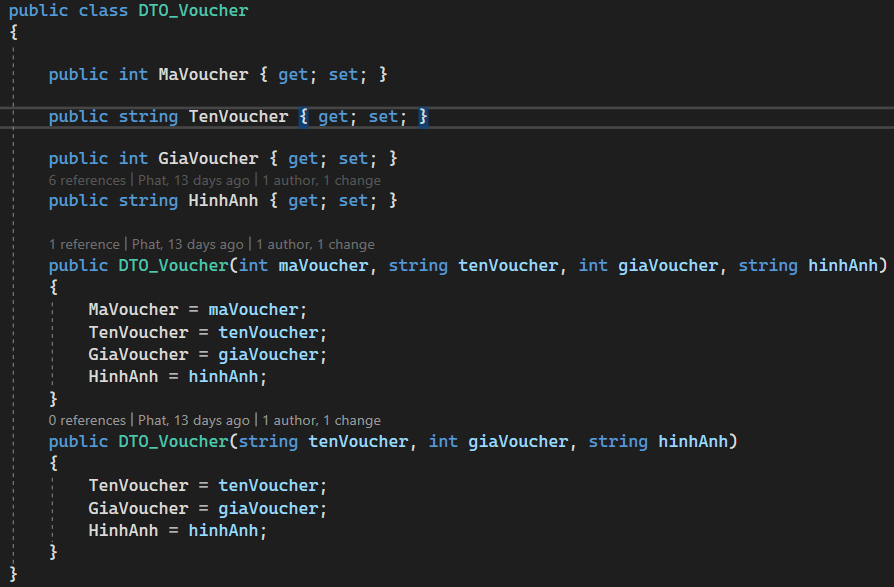 public class DTO_Voucher
{
public int MaVoucher { get; set; }
public string TenVoucher { get; set; }
public int GiaVoucher { get; set; }
6 references | Phat, 13 days ago | 1 author, 1 change
public string HinhAnh { get; set; }
1 reference | Phat, 13 days ago | 1 author, 1 change
public DTO_Voucher(int maVoucher, string tenVoucher, int giaVoucher, string hinhAnh)
{
MaVoucher = maVoucher;
TenVoucher = tenVoucher;
GiaVoucher = giaVoucher;
HinhAnh = hinhAnh;
}
0 references | Phat, 13 days ago | 1 author, 1 change
public DTO_Voucher(string tenVoucher, int giaVoucher, string hinhAnh)
{
TenVoucher = tenVoucher;
GiaVoucher = giaVoucher;
HinhAnh = hinhAnh;
}
}